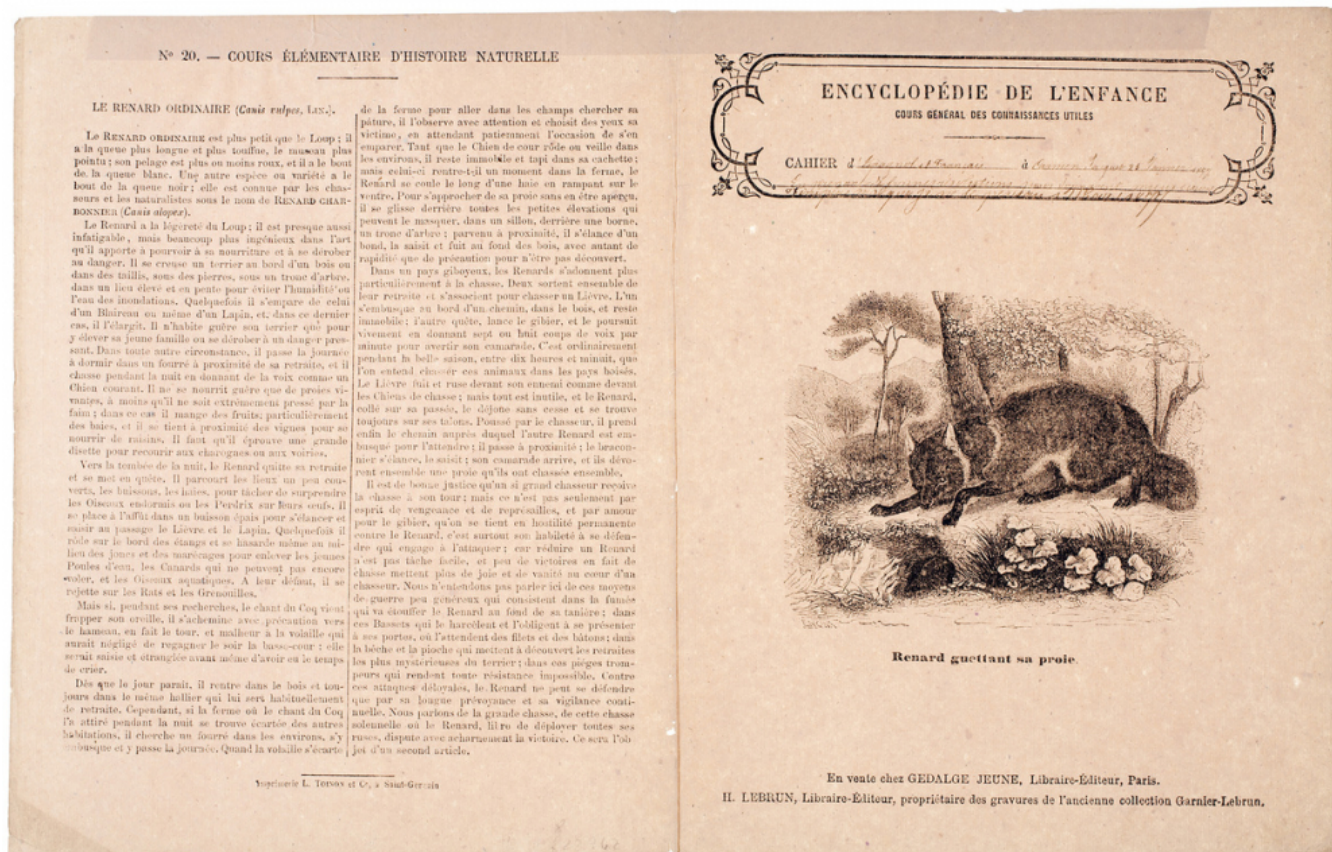 Nº 20. — COURS ÉLÉMENTAIRE D'HISTOIRE NATURELLE
LE RENARD ORDINAIRE (Canis vulpes, LIN.).
Le RENARD ORDINAIRE est plus petit que le Loup ; il
a la queue plus longue et plus touffue, le museau plus
pointu ; son pelage est plus ou moins roux, et il a le bout
de la queue blanc. Une autre espèce ou variété a le
bout de la queue noir ; elle est connue par les chas-
seurs et les naturalistes sous le nom de RENARD CHAR-
BONNIER (Canis alopex).
Le Renard a la légèreté du Loup ; il est presque aussi
infatigable, mais beaucoup plus ingénieux dans l'art
qu'il apporte à pourvoir à sa nourriture et à se dérober
au danger. Il se creuse un terrier au bord d'un bois ou
dans des taillis, sous des pierres, sous un tronc d'arbre,
dans un lieu élevé et en pente pour éviter l'humidité ou
l'eau des inondations. Quelquefois il s'empare de celui
d'un Blaireau ou même d'un Lapin, et, dans ce dernier
cas, il l'élargit. Il n'habite guère son terrier que pour
y élever sa jeune famille ou se dérober à un danger pres-
sant. Dans toute autre circonstance, il passe la journée
à dormir dans un fourré à proximité de sa retraite, et il
chasse pendant la nuit en donnant de la voix comme un
Chien courant. Il ne se nourrit guère que de proies vi-
vantes, à moins qu'il ne soit extrêmement pressé par la
faim ; dans ce cas il mange des fruits, particulièrement
des baies, et il se tient à proximité des vignes pour se
nourrir de raisins. Il faut qu'il éprouve une grande
disette pour recourir aux charognes ou aux voiries.
Vers la tombée de la nuit, le Renard quitte sa retraite
et se met en quête. Il parcourt les lieux un peu cou-
verts, les buissons, les haies, pour tâcher de surprendre
les Oiseaux endormis ou les Perdrix sur leurs œufs. Il
se place à l'affût dans un buisson épais pour s'élancer et
saisir au passage le Lièvre et le Lapin. Quelquefois il
rôde sur le bord des étangs et se hasarde même au mi-
lieu des joncs et des marécages pour enlever les jeunes
Poules d'eau, les Canards qui ne peuvent pas encore
voler, et les Oiseaux aquatiques. A leur défaut, il se
rejette sur les Rats et les Grenouilles.
Mais si, pendant ses recherches, le chant du Coq vient
frapper son oreille, il s'achemine avec précaution vers
le hameau, en fait le tour, et malheur à la volaille qui
aurait négligé de regagner le soir la basse-cour ; elle
serait saisie et étranglée avant même d'avoir eu le temps
de crier.
Dès que le jour paraît, il rentre dans le bois et tou-
jours dans le même hallier qui lui sert habituellement
de retraite. Cependant, si la ferme où le chant du Coq
l'a attiré pendant la nuit se trouve écartée des autres
habitations, il cherche un fourré dans les environs, s'y
embusque et y passe la journée. Quand la volaille s'écarte
de la ferme pour aller dans les champs chercher sa
pâture, il l'observe avec attention et choisit des yeux sa
victime, en attendant patiemment l'occasion de s'en
emparer. Tant que le Chien de cour rôde ou veille dans
les environs, il reste immobile et tapi dans sa cachette ;
mais celui-ci rentre-t-il un moment dans la ferme, le
Renard se coule le long d'une haie en rampant sur le
ventre. Pour s'approcher de sa proie sans en être aperçu,
il se glisse derrière toutes les petites élévations qui
peuvent le masquer, dans un sillon, derrière une borne,
un tronc d'arbre ; parvenu à proximité, il s'élance d'un
bond, la saisit et fuit au fond des bois, avec autant de
rapidité que de précaution pour n'être pas découvert.
Dans un pays giboyeux, les Renards s'adonnent plus
particulièrement à la chasse. Deux sortent ensemble de
leur retraite et s'associent pour chasser un Lièvre. L'un
s'embusque au bord d'un chemin, dans le bois, et reste
immobile ; l'autre quête, lance le gibier, et le poursuit
vivement en donnant sept ou huit coups de voix par
minute pour avertir son camarade. C'est ordinairement
pendant la belle saison, entre dix heures et minuit, que
l'on entend chasser ces animaux dans les pays boisés.
Le Lièvre fuit et ruse devant son ennemi comme devant
les Chiens de chasse ; mais tout est inutile, et le Renard,
collé sur sa passée, le déjoue sans cesse et se trouve
toujours sur ses talons. Poussé par le chasseur, il prend
enfin le chemin auprès duquel l'autre Renard est em-
busqué pour l'attendre ; il passe à proximité ; le bracon-
nier s'élance, le saisit ; son camarade arrive, et ils dévo-
rent ensemble une proie qu'ils ont chassée ensemble.
Il est de bonne justice qu'un si grand chasseur reçoive
la chasse à son tour ; mais ce n'est pas seulement par
esprit de vengeance et de représailles, et par amour
pour le gibier, qu'on se tient en hostilité permanente
contre le Renard, c'est surtout son habileté à se défen-
dre qui engage à l'attaquer ; car réduire un Renard
n'est pas tâche facile, et peu de victoires en fait de
chasse mettent plus de joie et de vanité au cœur d'un
chasseur. Nous n'entendons pas parler ici de ces moyens
de guerre peu généreux qui consistent dans la fumée
qui va étouffer le Renard au fond de sa tanière ; dans
ces Bassets qui le harcèlent et l'obligent à se présenter
à ses portes, où l'attendent des filets et des bâtons ; dans
la bêche et la pioche qui mettent à découvert les retraites
les plus mystérieuses du terrier ; dans ces pièges trom-
peurs qui rendent toute résistance impossible. Contre
ces attaques déloyales, le Renard ne peut se défendre
que par sa longue prévoyance et sa vigilance conti-
nuelle. Nous parlons de la grande chasse, de cette chasse
solennelle où le Renard, libre de déployer toutes ses
ruses, dispute avec acharnement la victoire. Ce sera l'ob-
jet d'un second article.
Imprimerie L. TOINON et Cº, à Saint-Germain
ENCYCLOPÉDIE DE L'ENFANCE
COURS GÉNÉRAL DES CONNAISSANCES UTILES
CAHIER d' à
Renard guettant sa proie.
En vente chez GEDALGE JEUNE, Libraire-Éditeur, Paris.
H. LEBRUN, Libraire-Éditeur, propriétaire des gravures de l'ancienne collection Garnier-Lebrun.